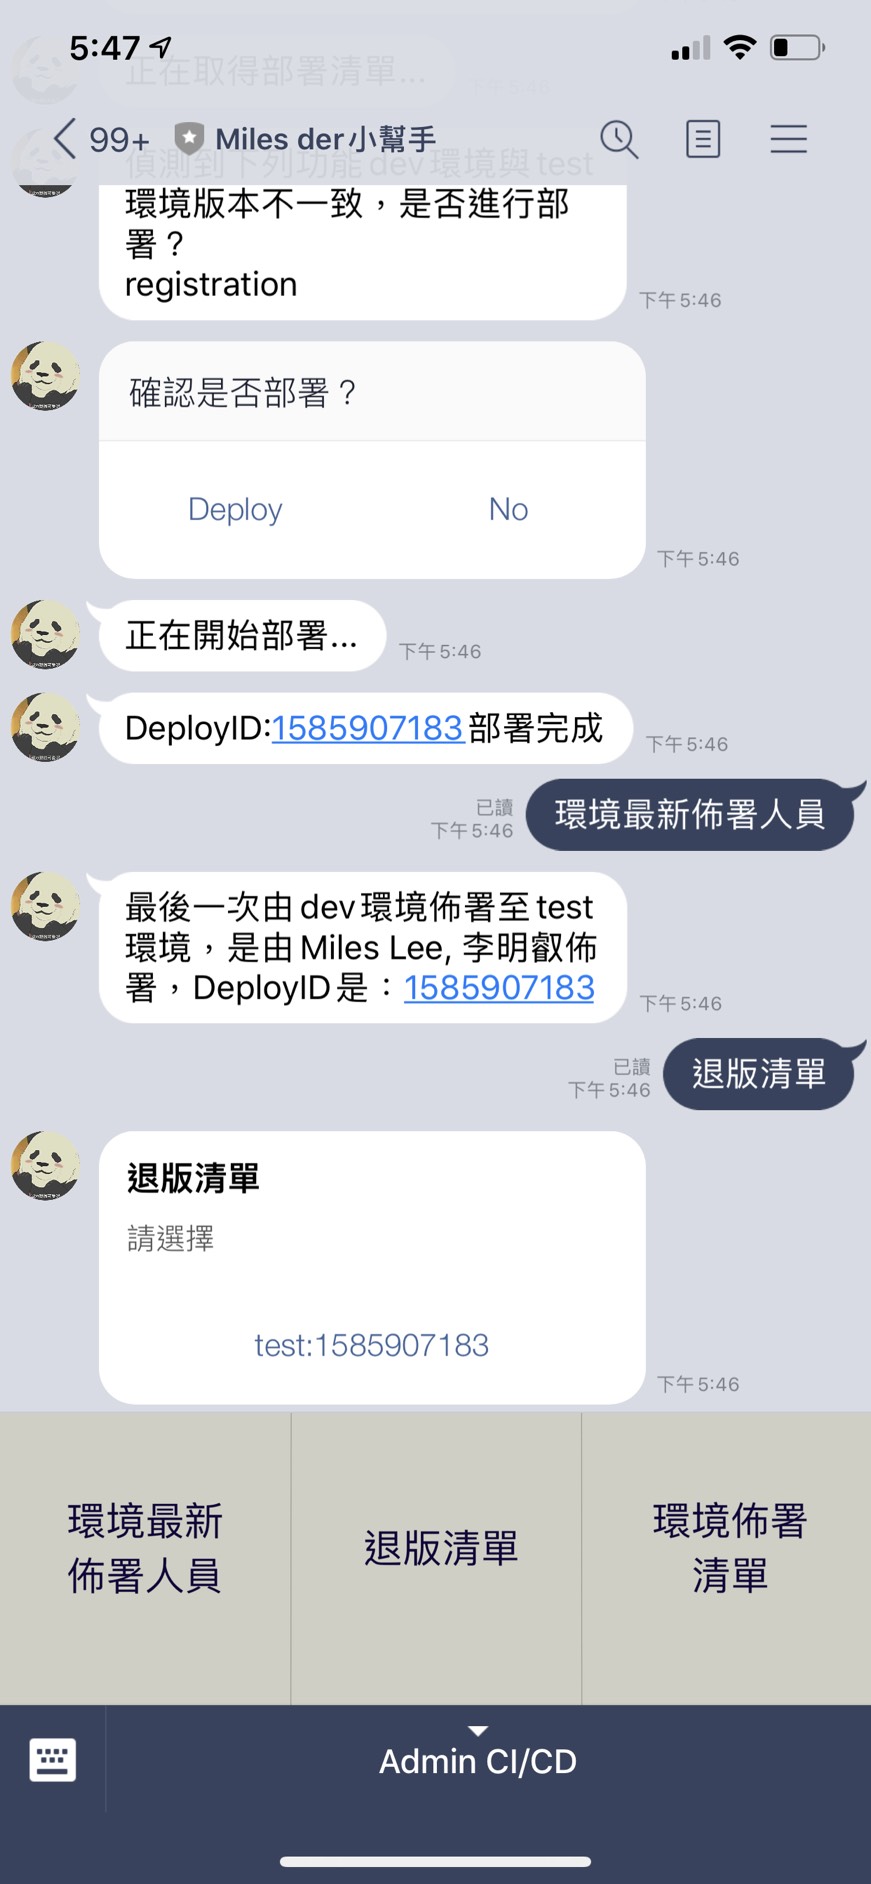 5:47
正在取得部署清單...
下午5:46
99+
Miles der小幫手
偵測到下列功能dev環境與test
環境版本不一致，是否進行部
署？
registration
下午5:46
確認是否部署？
Deploy
No
下午5:46
正在開始部署...
下午5:46
DeployID:1585907183部署完成
下午5:46
已讀
下午5:46
環境最新佈署人員
最後一次由dev環境佈署至test
環境，是由Miles Lee, 李明叡佈
署，DeployID是：1585907183
下午5:46
已讀
下午5:46
退版清單
退版清單
請選擇
test:1585907183
下午5:46
環境最新
佈署人員
退版清單
環境佈署
清單
Admin CI/CD